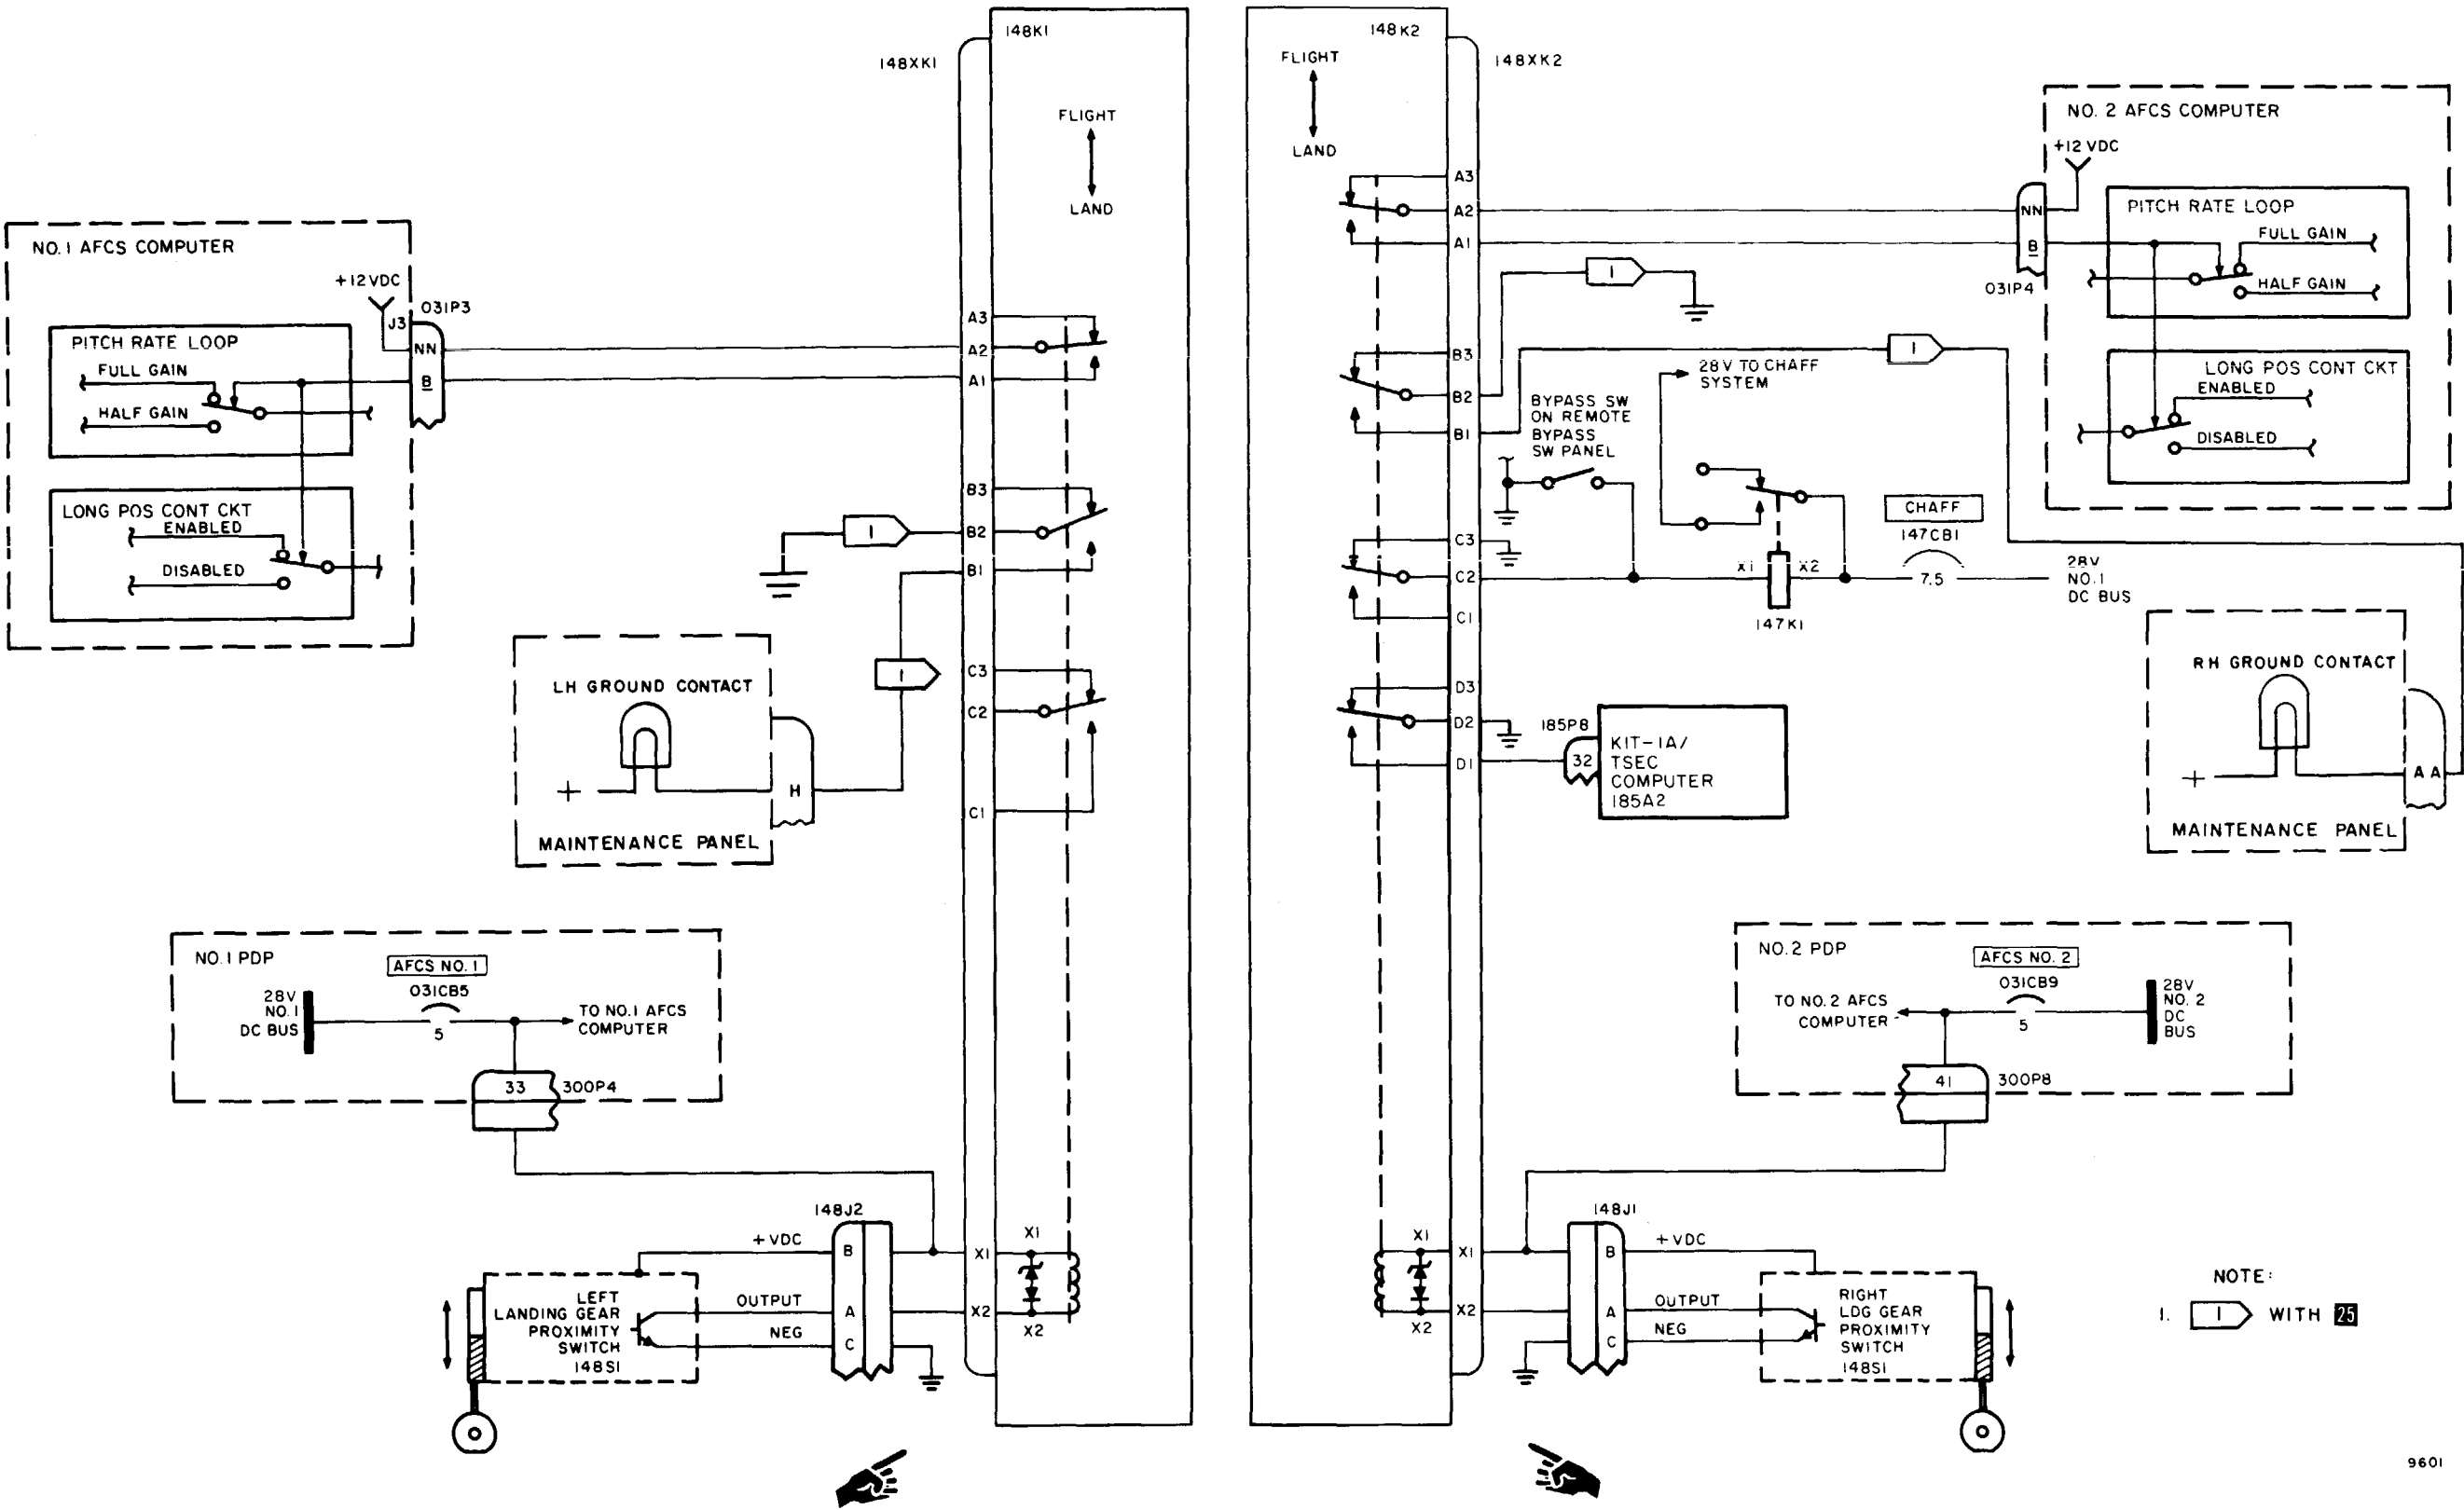 148K1
148XK1
FLIGHT
LAND
NO. 1 AFCS COMPUTER
+12VDC
J3
031P3
PITCH RATE LOOP
FULL GAIN
HALF GAIN
NN
B
LONG POS CONT CKT
ENABLED
DISABLED
A3
A2
A1
B3
B2
B1
C3
C2
C1
1
1
LH GROUND CONTACT
+
H
MAINTENANCE PANEL
NO. 1 PDP
AFCS NO. 1
031CB5
5
28V
NO. 1
DC BUS
TO NO. 1 AFCS
COMPUTER
33
300P4
148J2
+VDC
B
OUTPUT
A
NEG
C
LEFT
LANDING GEAR
PROXIMITY
SWITCH
148S1
X1
X2
X1
X2
148K2
148XK2
FLIGHT
LAND
A3
A2
A1
B3
B2
B1
C3
C2
C1
D3
D2
D1
NO. 2 AFCS COMPUTER
+12 VDC
NN
B
031P4
PITCH RATE LOOP
FULL GAIN
HALF GAIN
LONG POS CONT CKT
ENABLED
DISABLED
1
1
28V TO CHAFF
SYSTEM
BYPASS SW
ON REMOTE
BYPASS
SW PANEL
X1
X2
147K1
CHAFF
147CB1
7.5
28V
NO. 1
DC BUS
185P8
32
KIT-1A/
TSEC
COMPUTER
185A2
RH GROUND CONTACT
+
AA
MAINTENANCE PANEL
NO. 2 PDP
AFCS NO. 2
031CB9
5
TO NO. 2 AFCS
COMPUTER
28V
NO. 2
DC
BUS
41
300P8
148J1
X1
X2
X1
X2
B
+VDC
A
OUTPUT
C
NEG
RIGHT
LDG GEAR
PROXIMITY
SWITCH
148S1
NOTE:
1. 1 WITH 25
9601